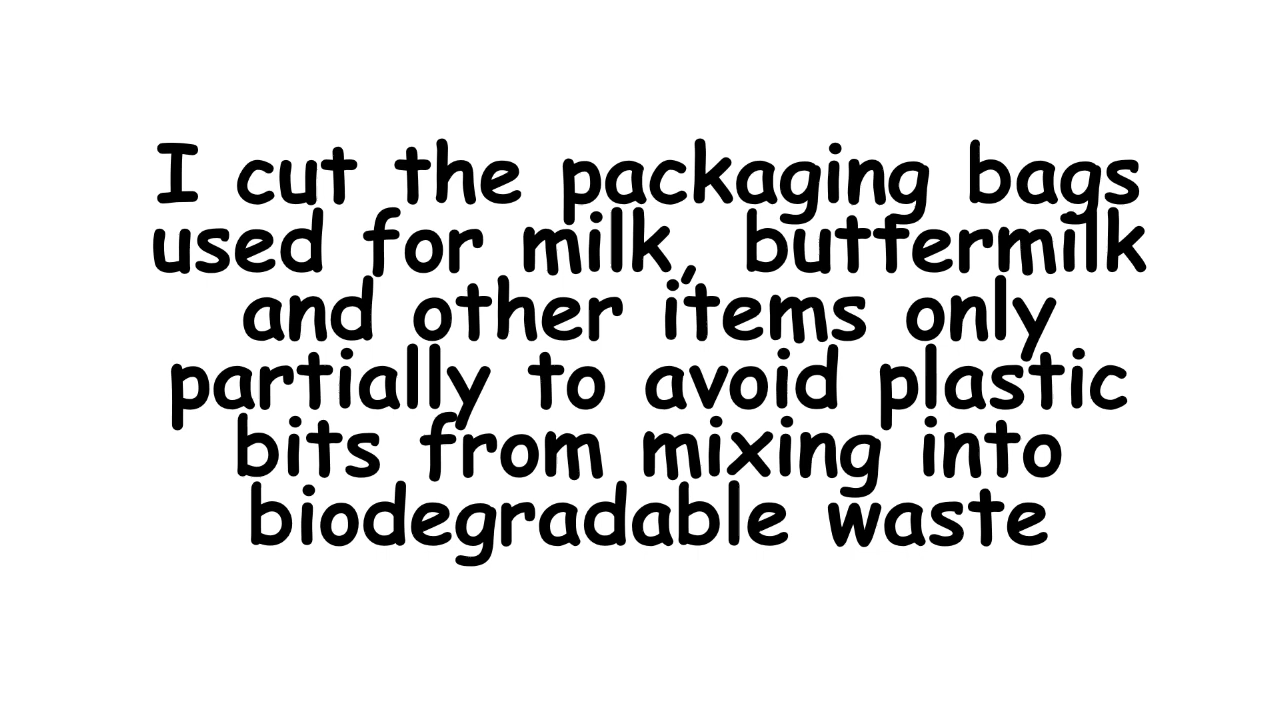 I cut the packaging bags
used for milk, buttermilk
and other items only
partially to avoid plastic
bits from mixing into
biodegradable waste